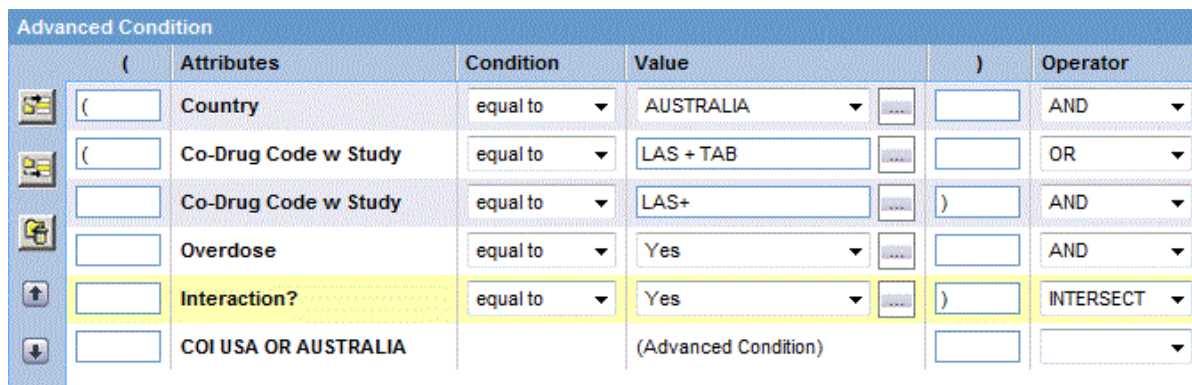 Advanced Condition
( Attributes Condition Value ) Operator
( Country equal to AUSTRALIA ... AND
( Co-Drug Code w Study equal to LAS + TAB ... OR
Co-Drug Code w Study equal to LAS+ ... ) AND
Overdose equal to Yes ... AND
Interaction? equal to Yes ... ) INTERSECT
COI USA OR AUSTRALIA (Advanced Condition)